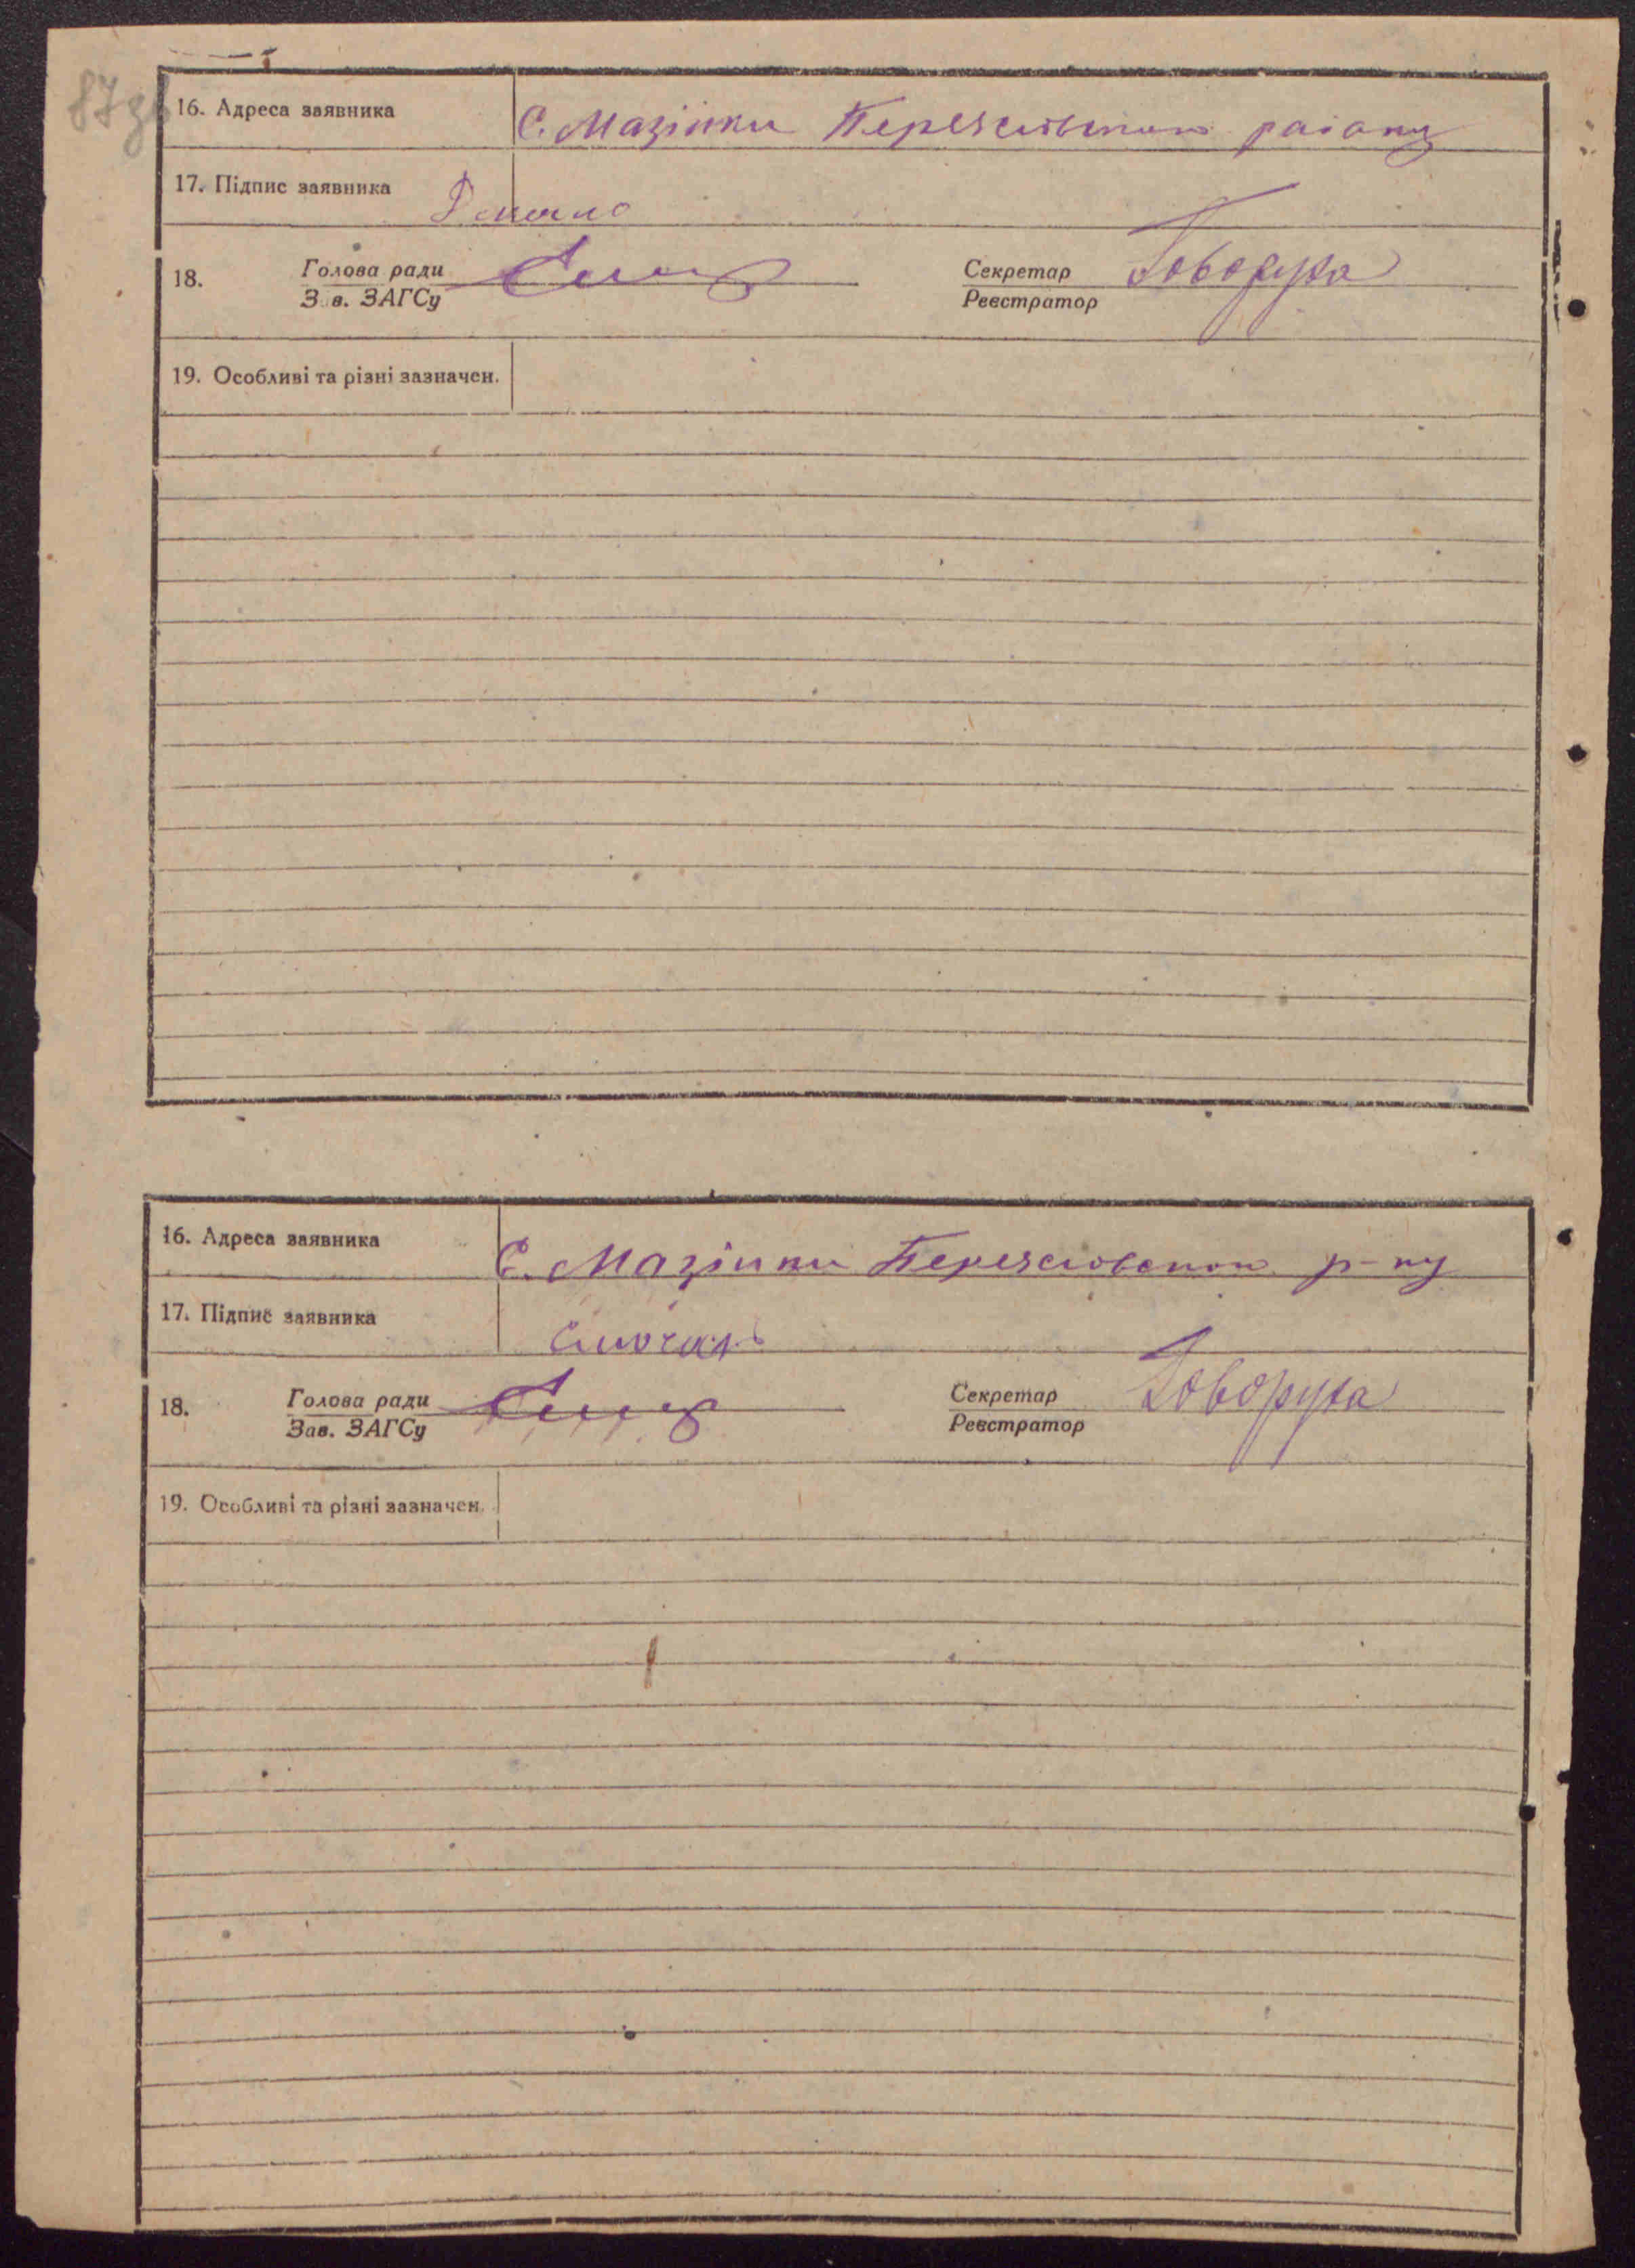 87зв
16. Адреса заявника С. Мазінки Переяславського району
17. Підпис заявника
18. Голова ради Секретар Говоруха
Зав. ЗАГСу Реєстратор
19. Особливі та різні зазначен.
16. Адреса заявника С. Мазінки Переяславського р-ну
17. Підпис заявника
18. Голова ради Секретар Говоруха
Зав. ЗАГСу Реєстратор
19. Особливі та різні зазначен.